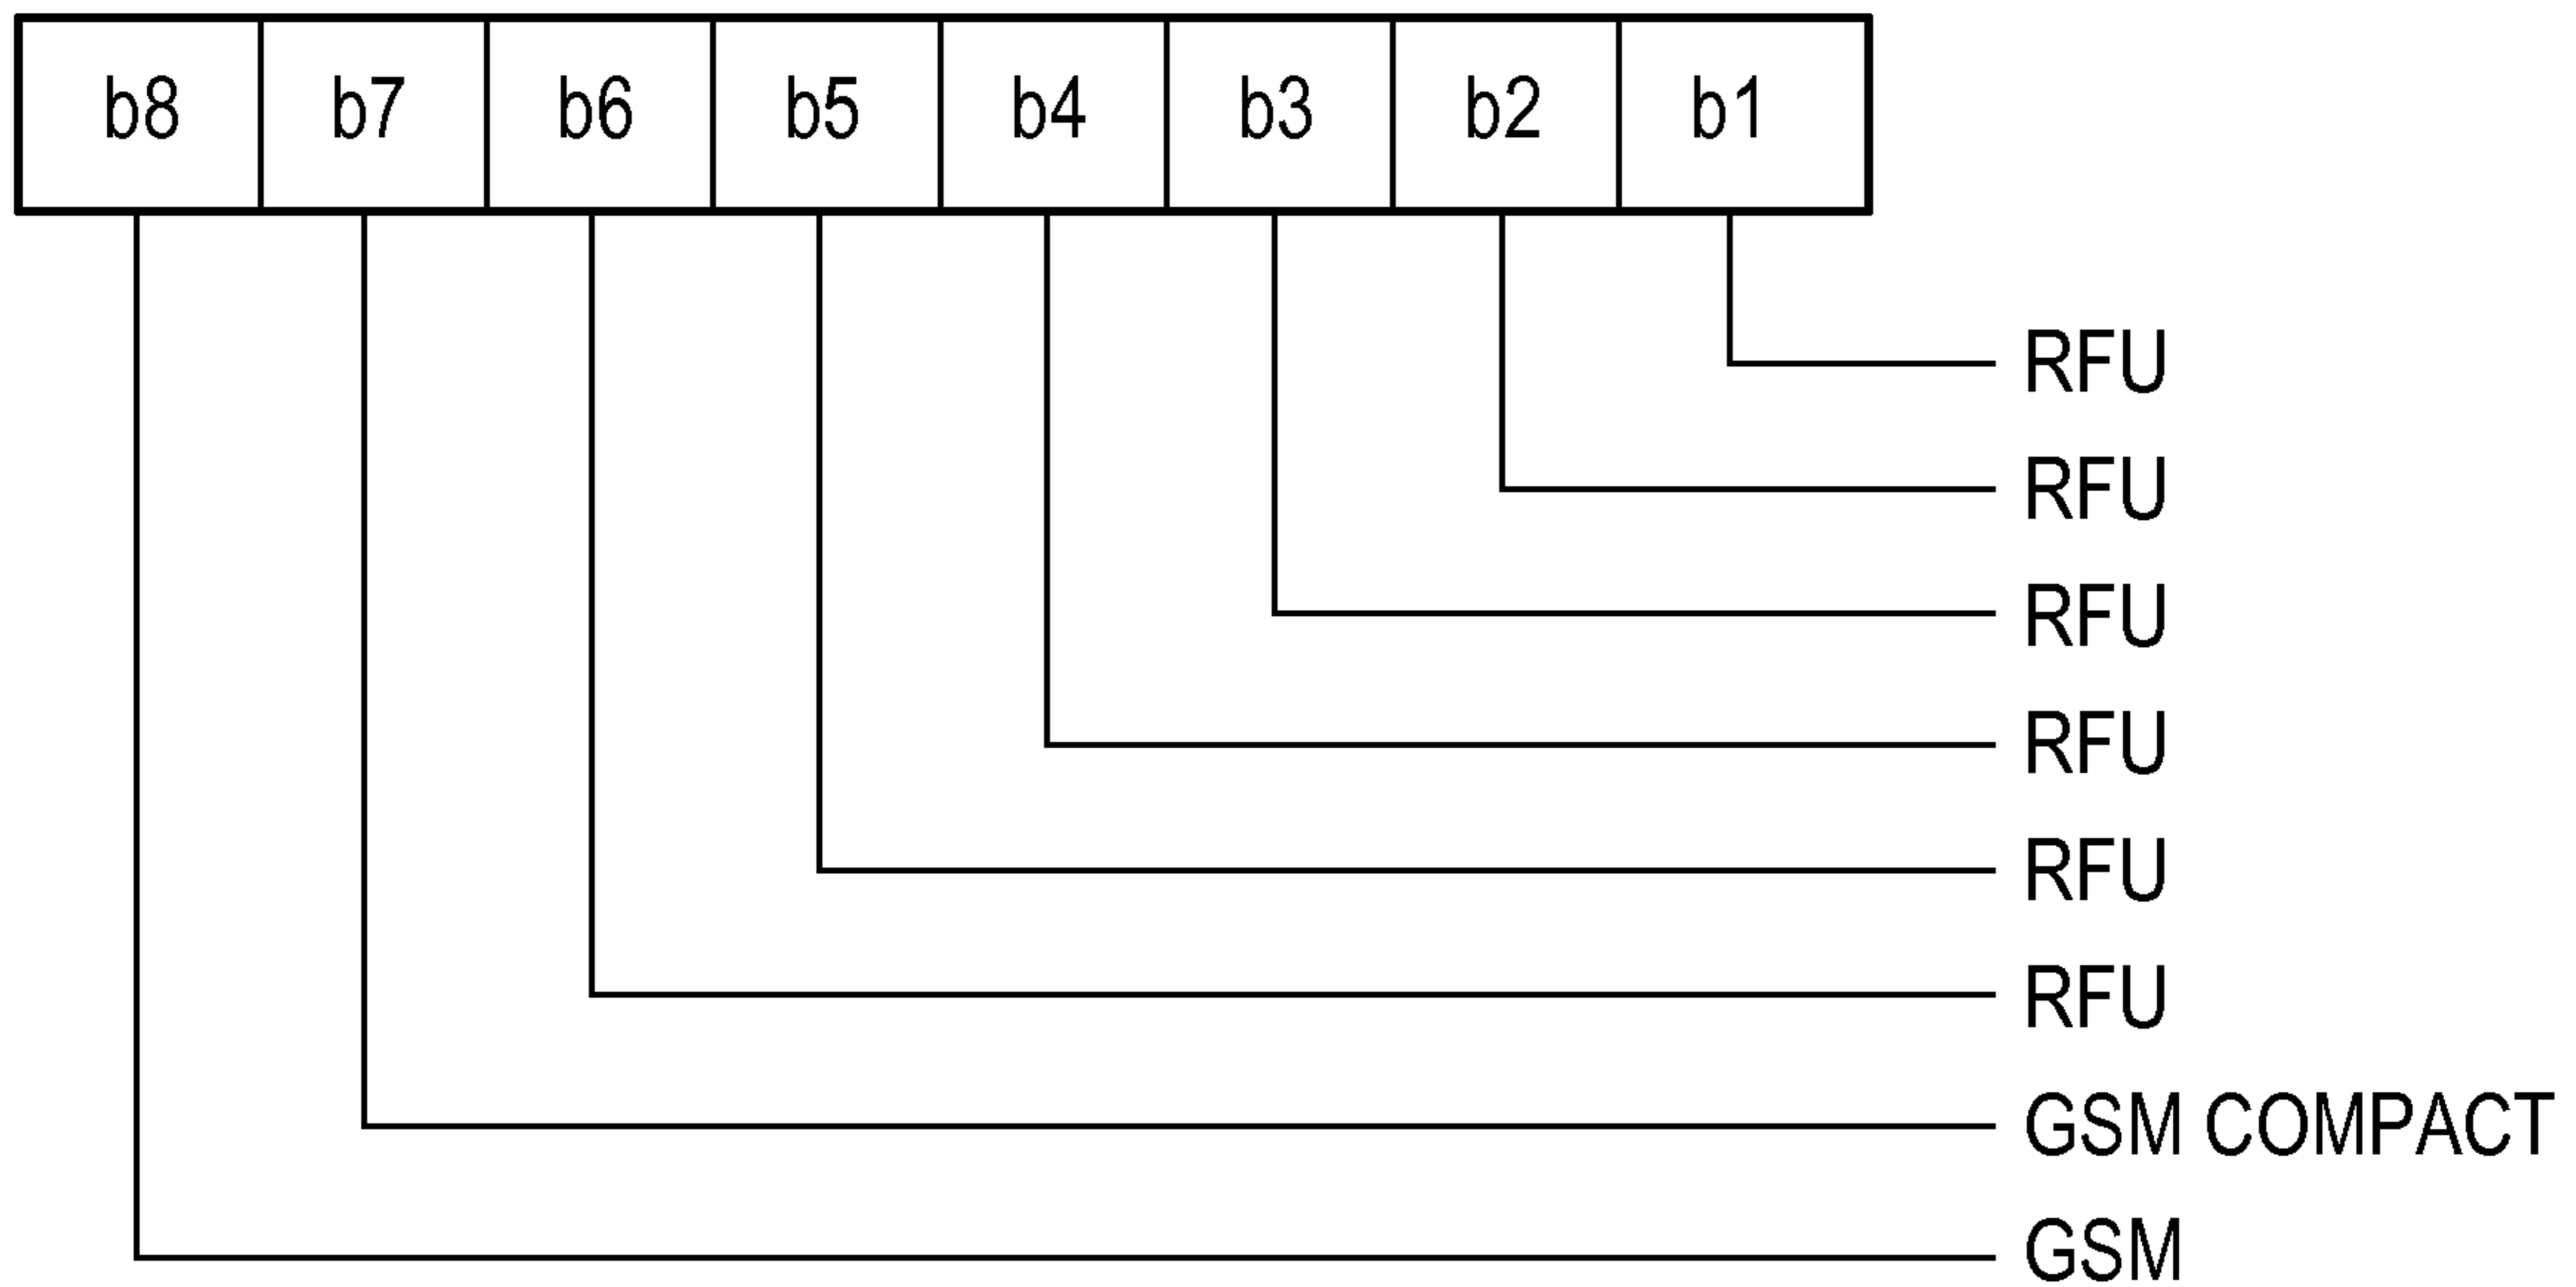 b8 b7 b6 b5 b4 b3 b2 b1
RFU
RFU
RFU
RFU
RFU
RFU
GSM COMPACT
GSM